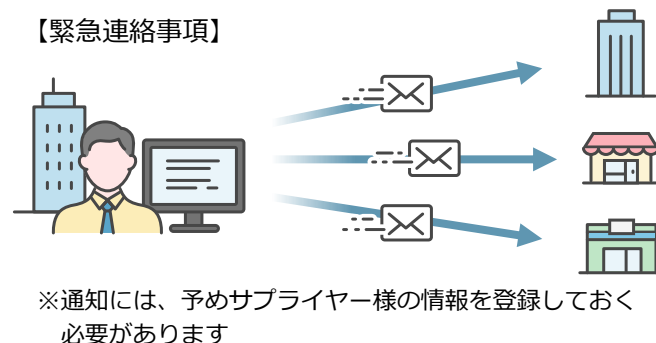 【緊急連絡事項】
※通知には、予めサプライヤー様の情報を登録しておく
必要があります